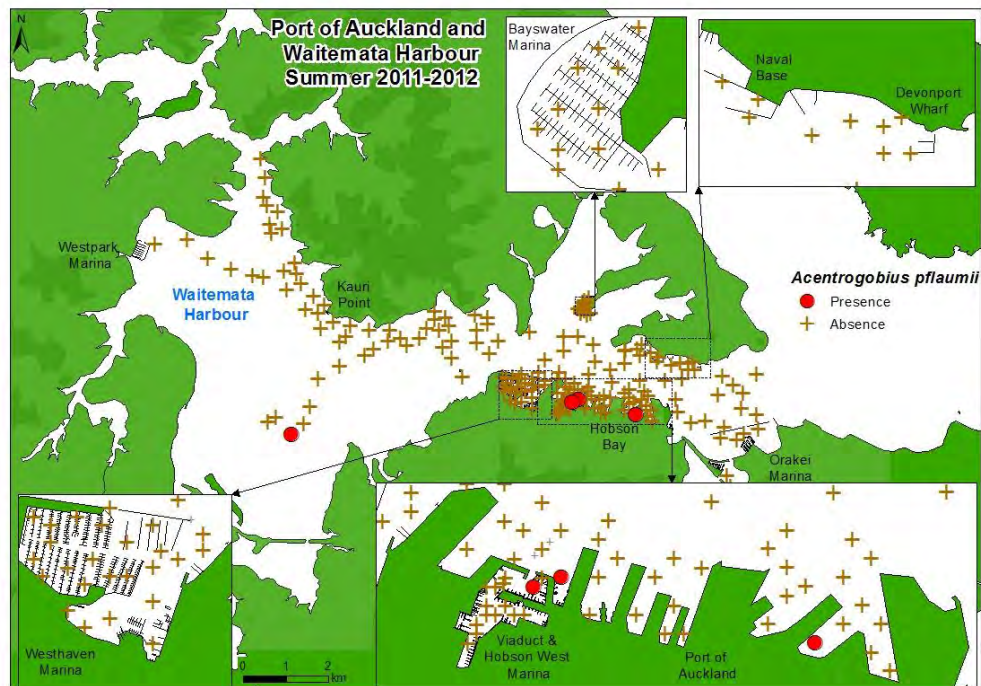 N
Port of Auckland and
Waitemata Harbour
Summer 2011-2012
Bayswater
Marina
Naval
Base
Devonport
Wharf
Westpark
Marina
Waitemata
Harbour
Kauri
Point
Acentrogobius pflaumii
Presence
Absence
Hobson
Bay
Orakei
Marina
Westhaven
Marina
0 1 2
km
Viaduct &
Hobson West
Marina
Port of
Auckland